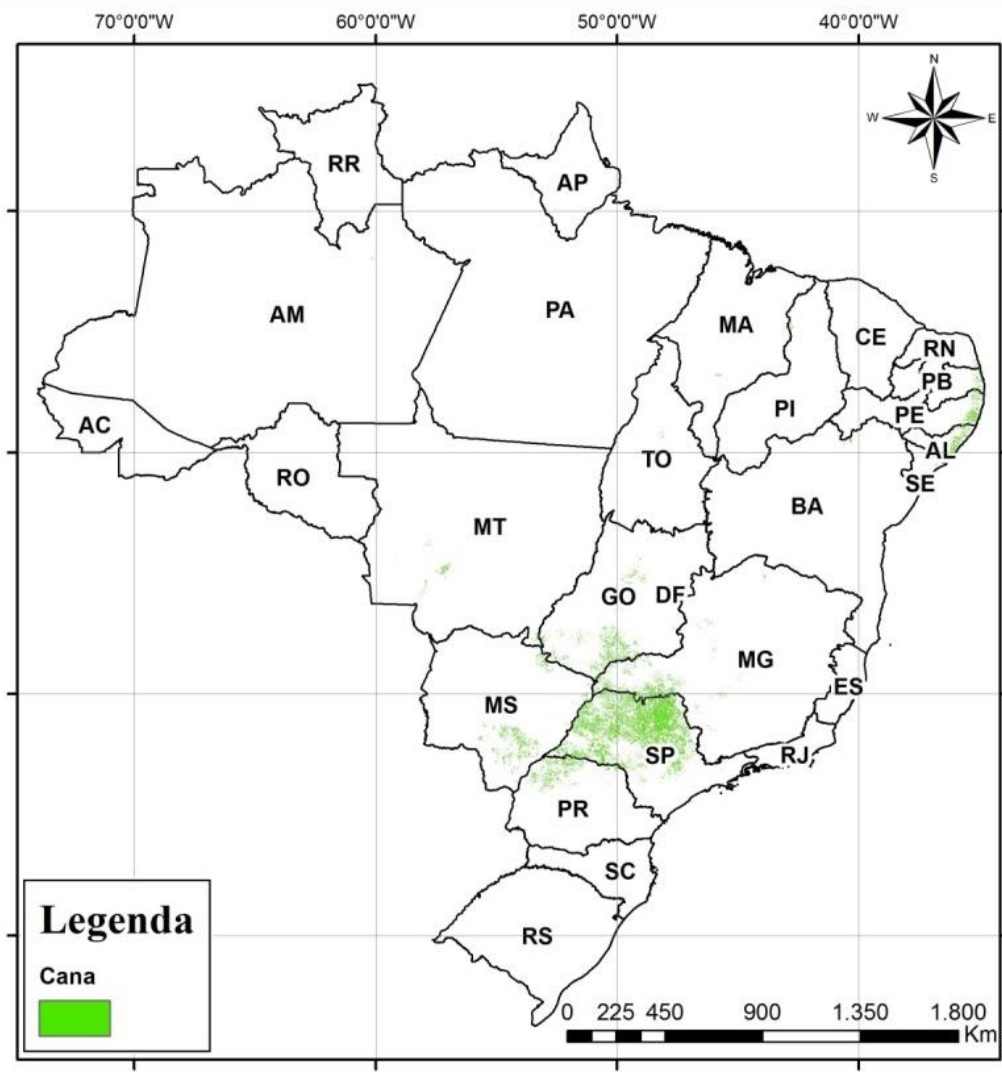 70°0'0"W 60°0'0"W 50°0'0"W 40°0'0"W
N
W E
S
RR
AP
AM
PA
MA
CE
RN
PB
PI
PE
AC
AL
TO
SE
RO
BA
MT
GO
DF
MG
ES
MS
SP
RJ
PR
SC
RS
Legenda
Cana
0 225 450 900 1.350 1.800
Km